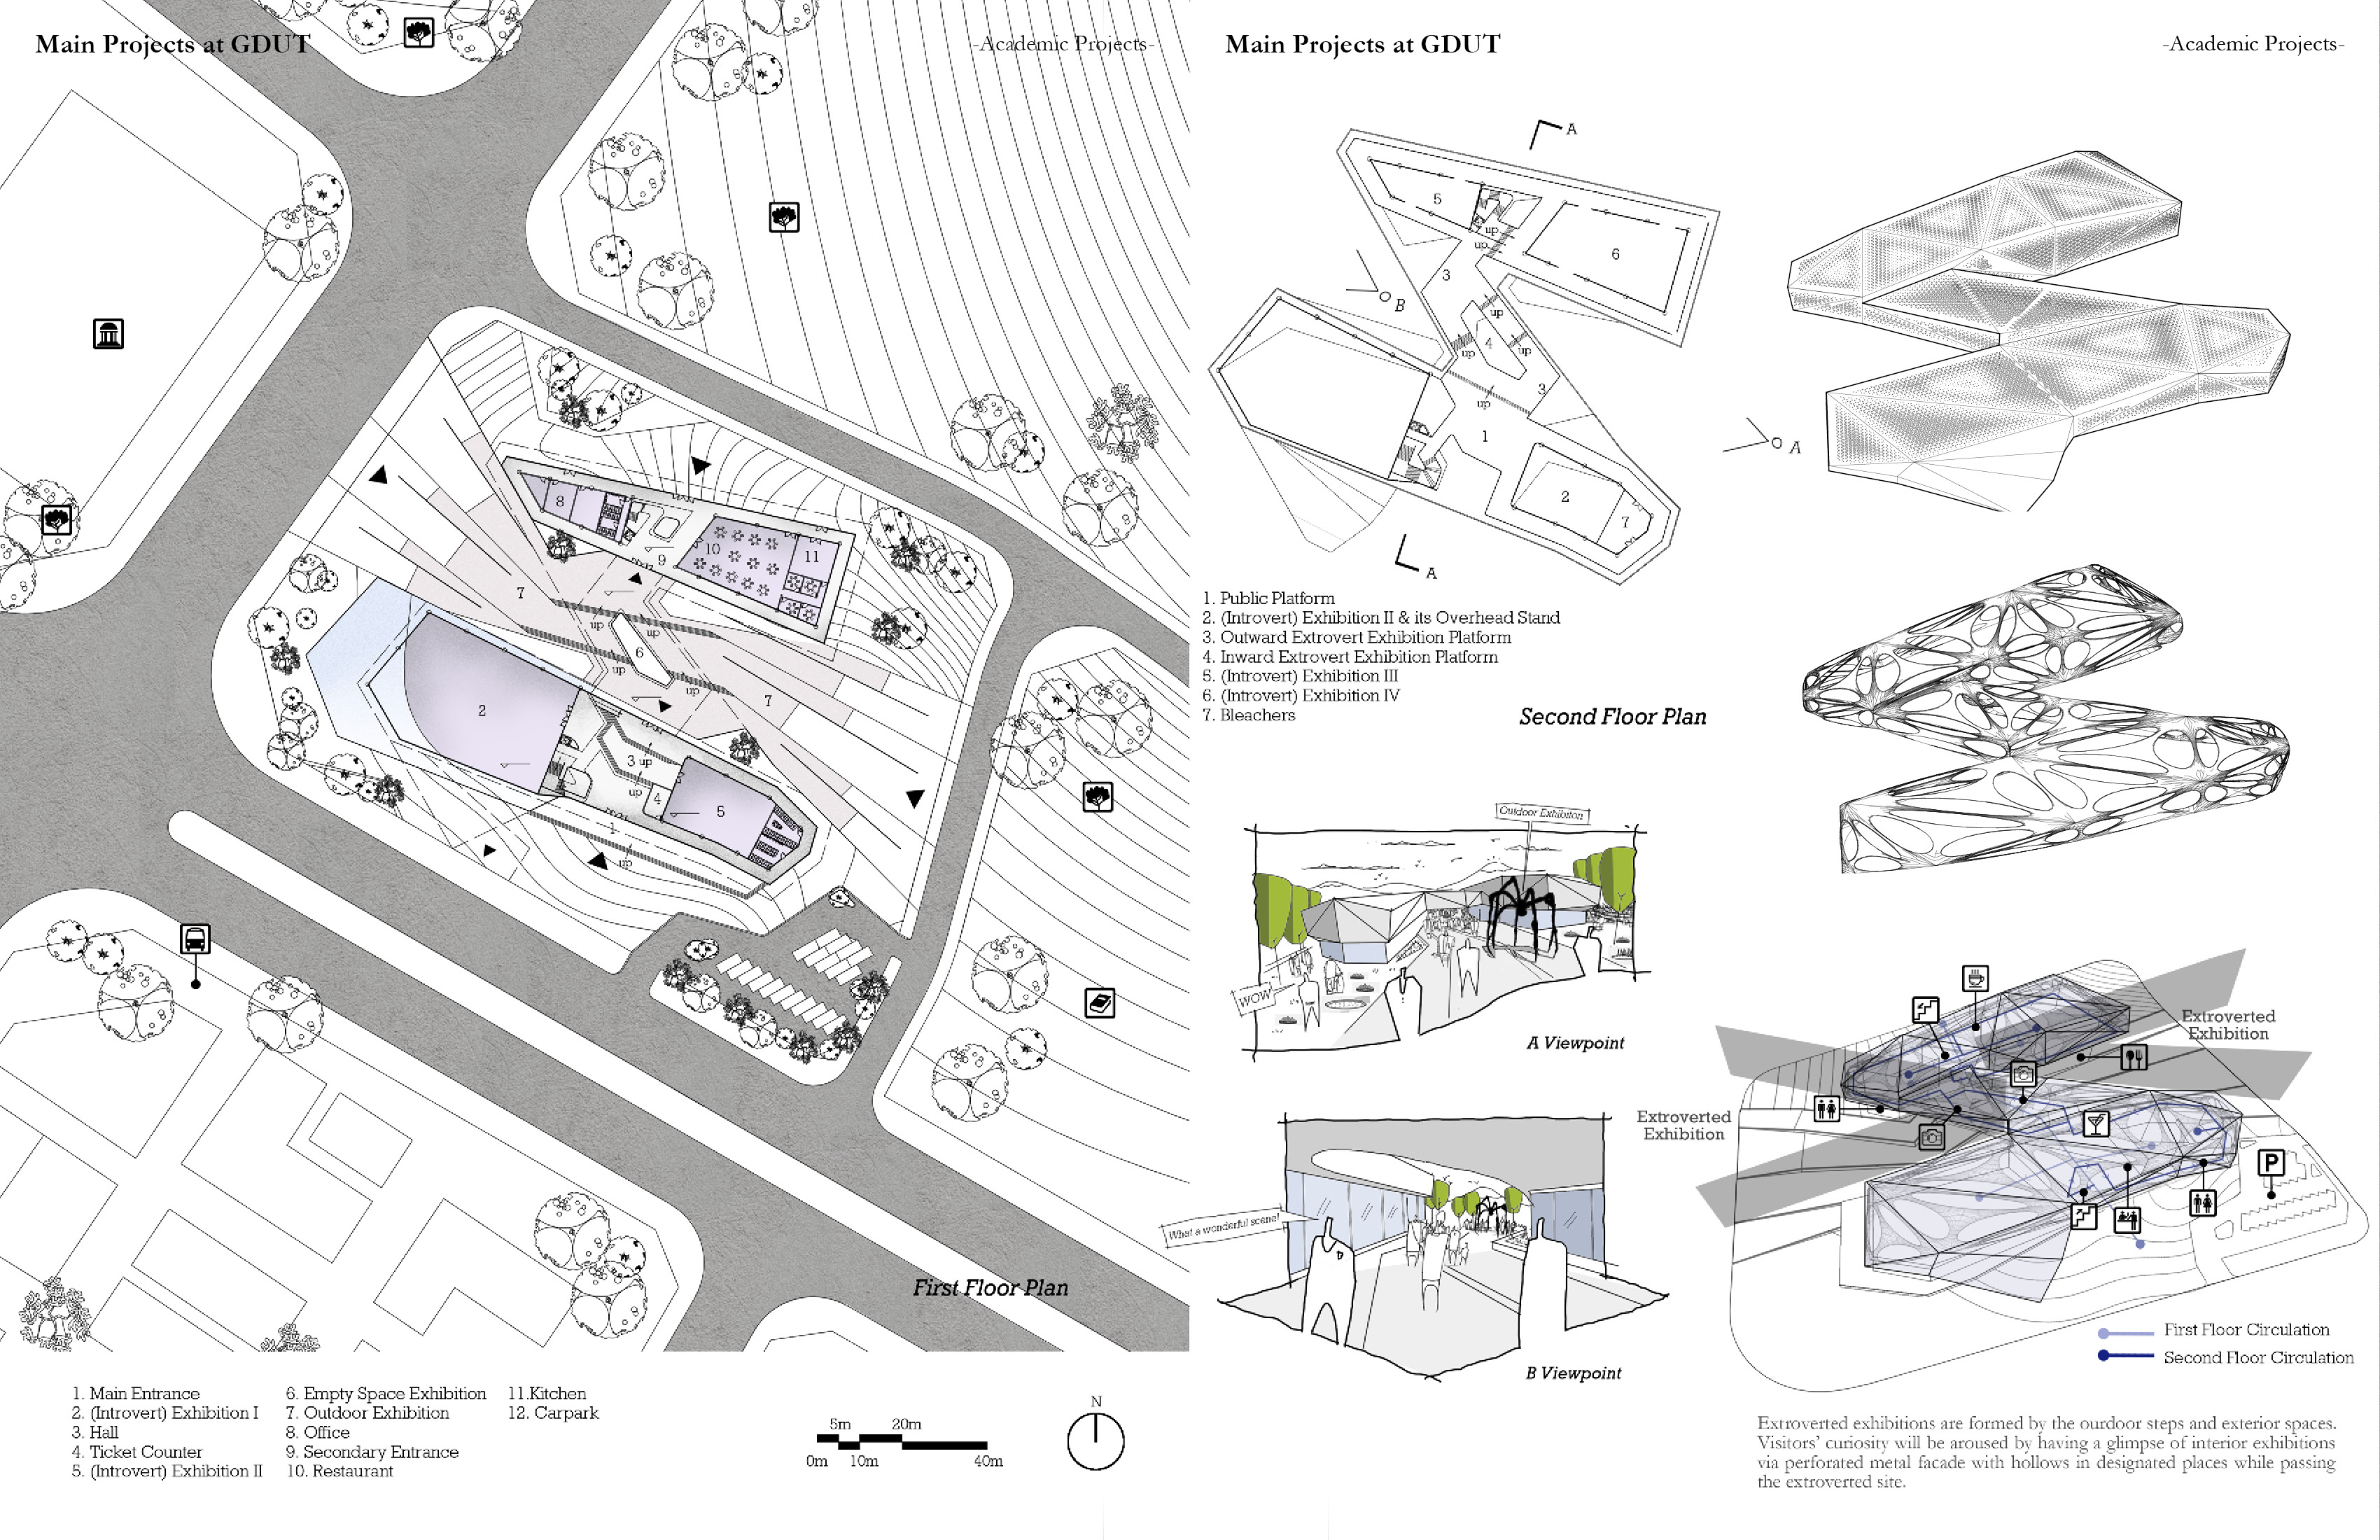 Main Projects at GDUT
-Academic Projects-
8
9
10
11
7
up
up
6
up
up
7
2
3 up
up
4
5
1
up
First Floor Plan
1. Main Entrance
2. (Introvert) Exhibition I
3. Hall
4. Ticket Counter
5. (Introvert) Exhibition II
6. Empty Space Exhibition
7. Outdoor Exhibition
8. Office
9. Secondary Entrance
10. Restaurant
11.Kitchen
12. Carpark
5m 20m
0m 10m 40m
N
Main Projects at GDUT
-Academic Projects-
A
5
up
up
6
3
B
up
4
up
up
3
up
1
A
2
7
A
1. Public Platform
2. (Introvert) Exhibition II & its Overhead Stand
3. Outward Extrovert Exhibition Platform
4. Inward Extrovert Exhibition Platform
5. (Introvert) Exhibition III
6. (Introvert) Exhibition IV
7. Bleachers
Second Floor Plan
Outdoor Exhibition
WOW
A Viewpoint
What a wonderful scene!
B Viewpoint
Extroverted
Exhibition
Extroverted
Exhibition
P
First Floor Circulation
Second Floor Circulation
Extroverted exhibitions are formed by the ourdoor steps and exterior spaces.
Visitors' curiosity will be aroused by having a glimpse of interior exhibitions
via perforated metal facade with hollows in designated places while passing
the extroverted site.